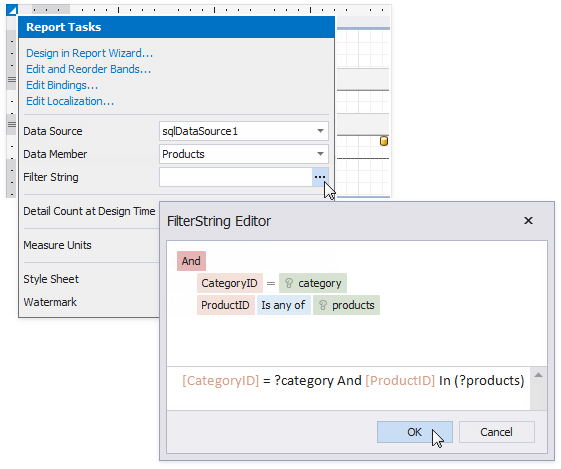 Report Tasks
Design in Report Wizard...
Edit and Reorder Bands...
Edit Bindings...
Edit Localization...
Data Source sqlDataSource1
Data Member Products
Filter String ...
Detail Count at Design Time
Measure Units
Style Sheet
Watermark
FilterString Editor
And
CategoryID = category
ProductID Is any of products
[CategoryID] = ?category And [ProductID] In (?products)
OK Cancel